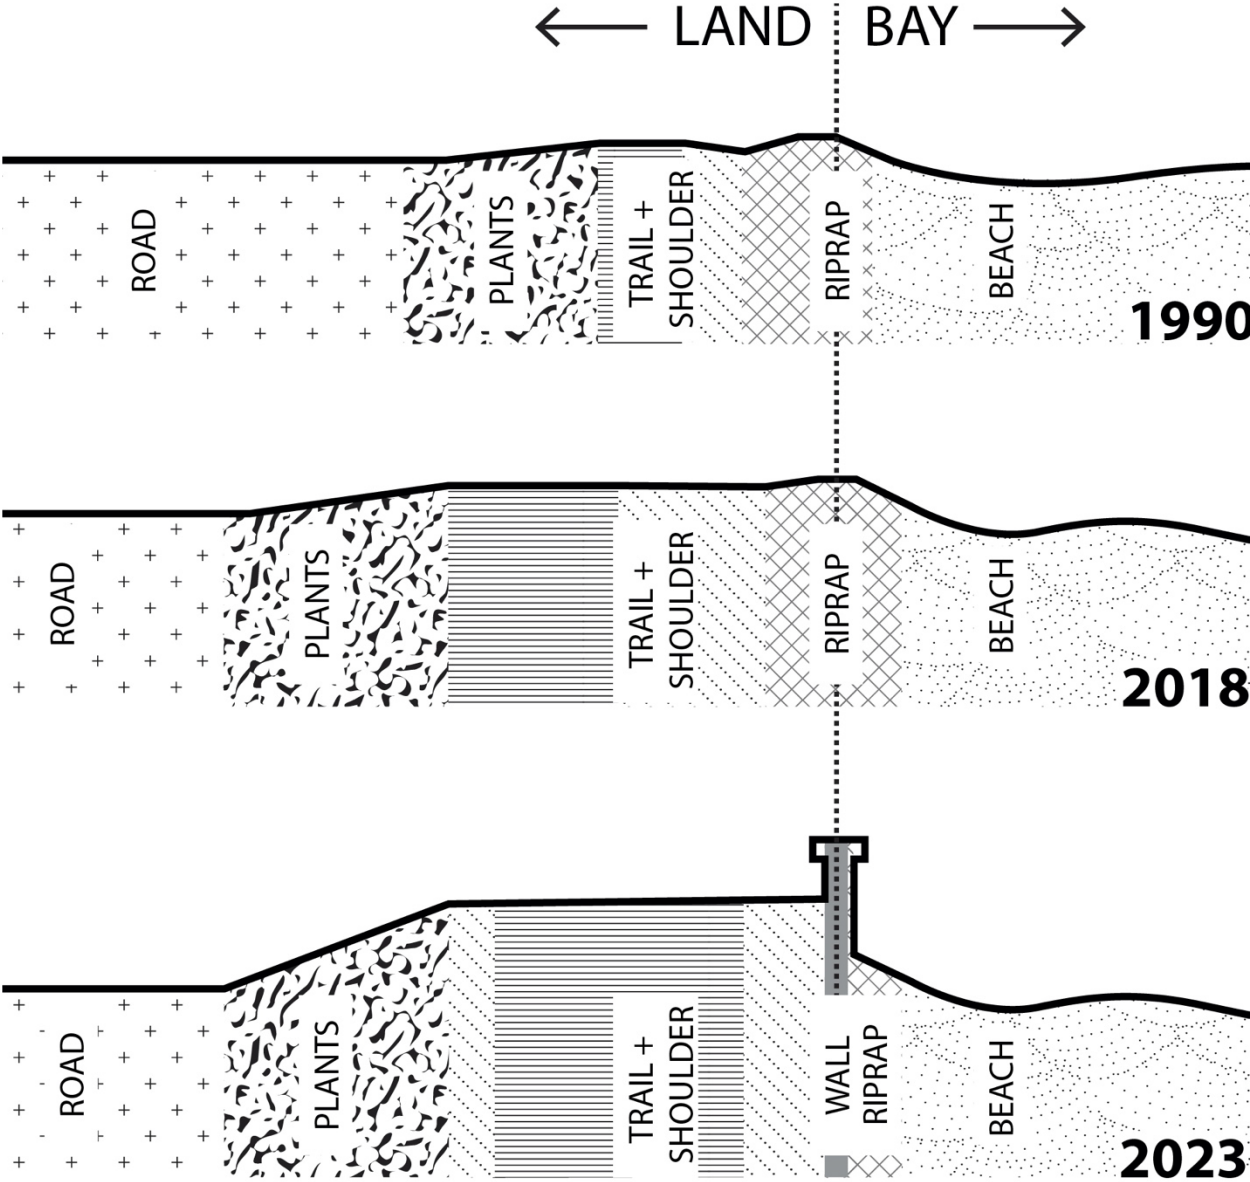 LAND BAY
ROAD
PLANTS
TRAIL +
SHOULDER
RIPRAP
BEACH
1990
ROAD
PLANTS
TRAIL +
SHOULDER
RIPRAP
BEACH
2018
ROAD
PLANTS
TRAIL +
SHOULDER
WALL
RIPRAP
BEACH
2023